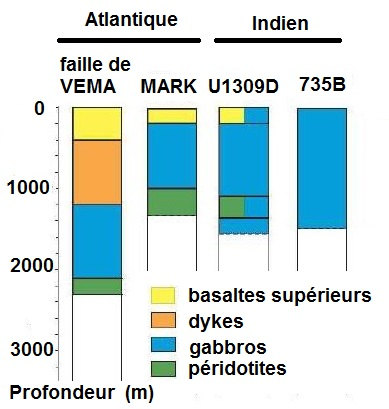 Atlantique Indien
faille de
VEMA MARK U1309D 735B
0
1000
2000
3000
basaltes supérieurs
dykes
gabbros
péridotites
Profondeur (m)